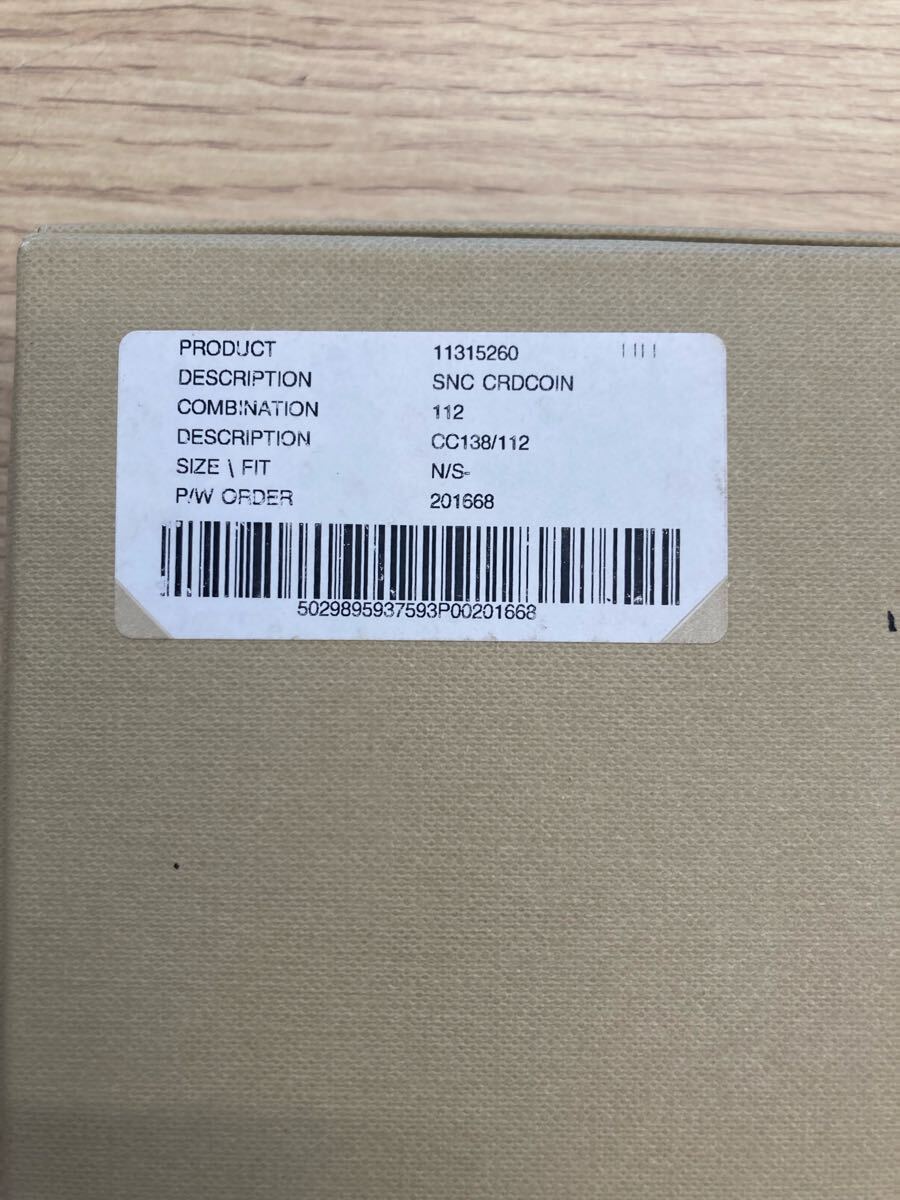 PRODUCT 11315260
DESCRIPTION SNC CRDCOIN
COMBINATION 112
DESCRIPTION CC138/112
SIZE \ FIT N/S-
P/W ORDER 201668
5029895937593P00201668